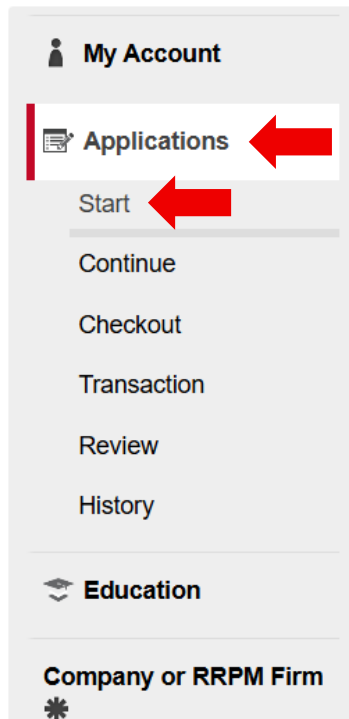 My Account
Applications
Start
Continue
Checkout
Transaction
Review
History
Education
Company or RRPM Firm